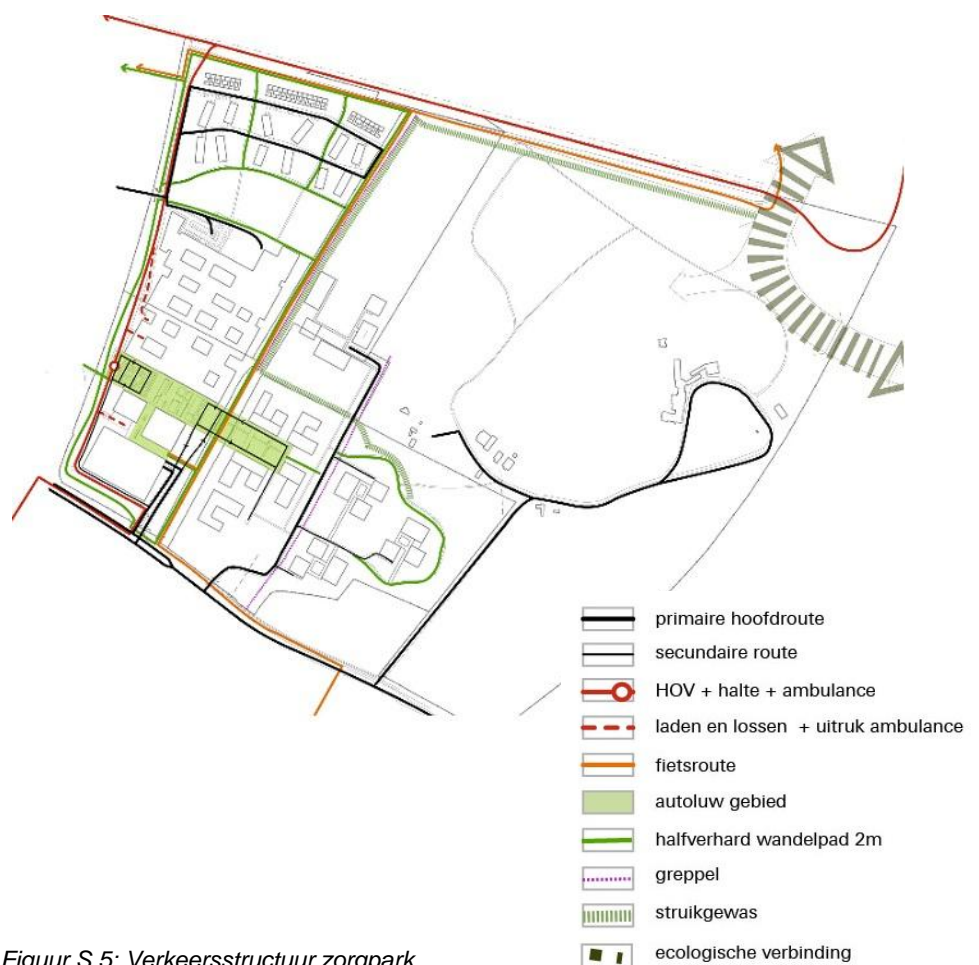 primaire hoofdroute
secundaire route
HOV + halte + ambulance
laden en lossen + uitruk ambulance
fietsroute
autoluw gebied
halfverhard wandelpad 2m
greppel
struikgewas
ecologische verbinding
Figuur S.5: Verkeersstructuur zorgpark